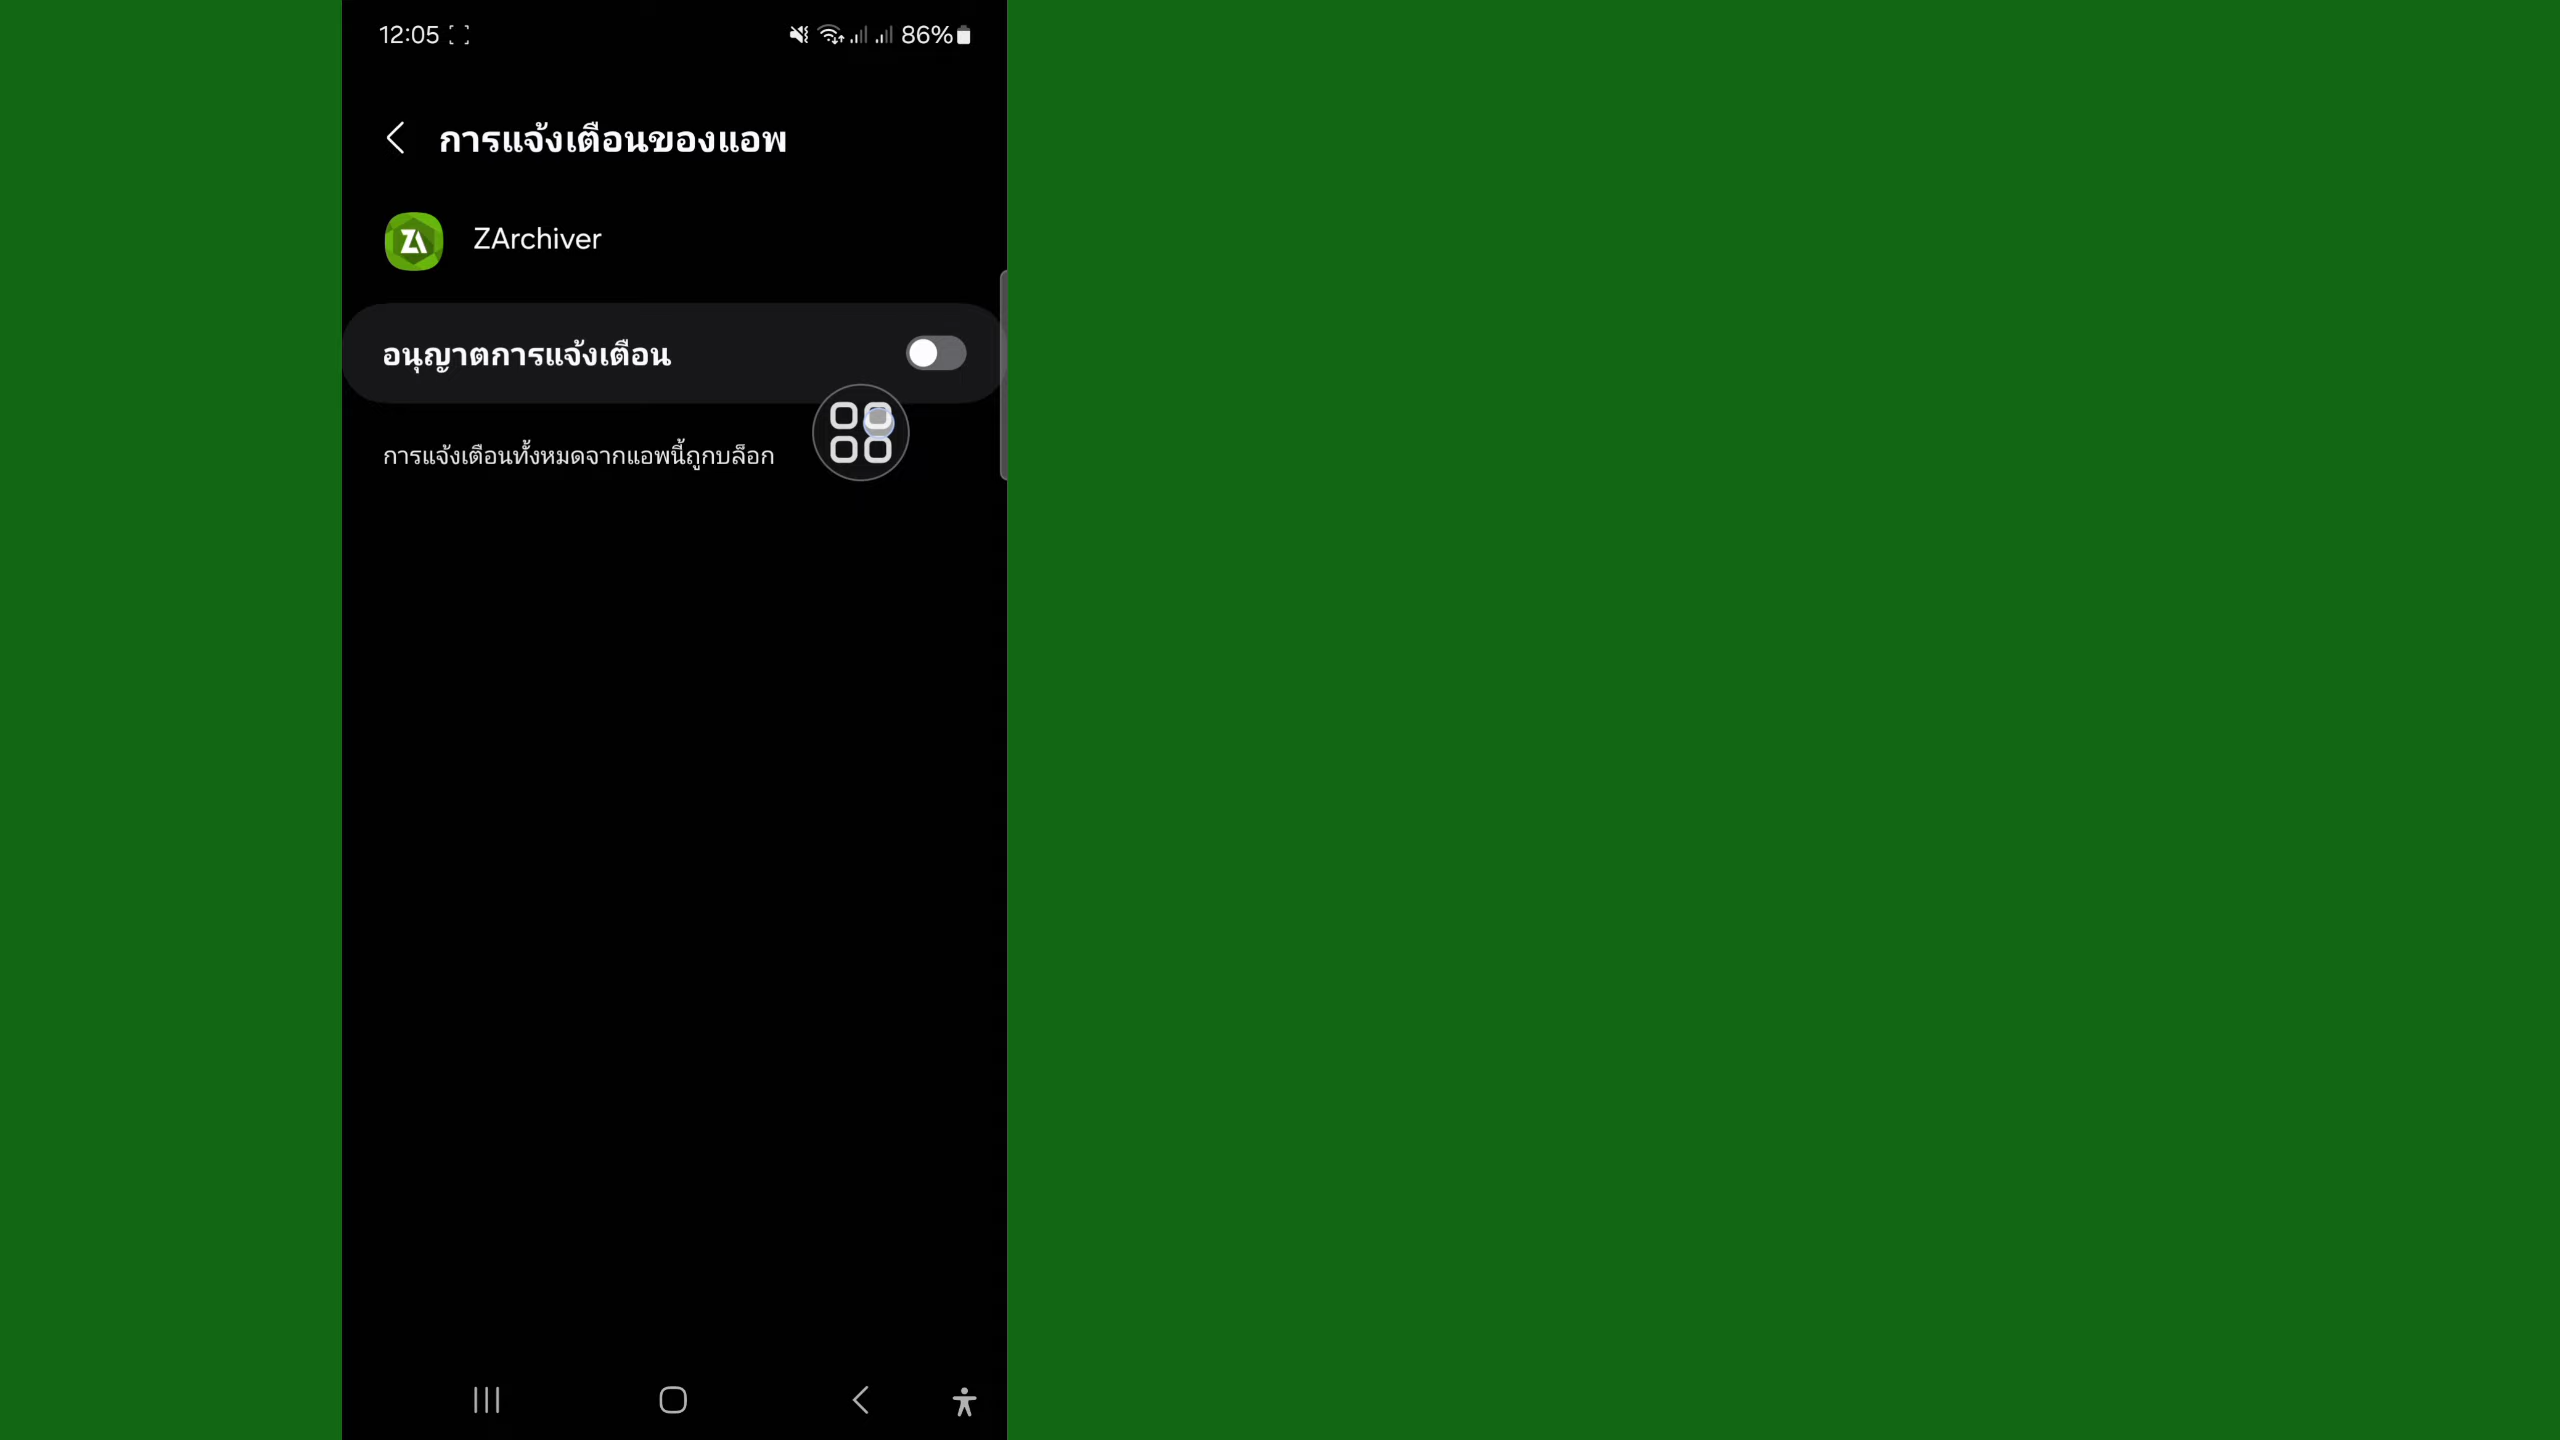 12:05
86%
การแจ้งเตือนของแอพ
ZA
ZArchiver
อนุญาตการแจ้งเตือน
การแจ้งเตือนทั้งหมดจากแอพนี้ถูกบล็อก